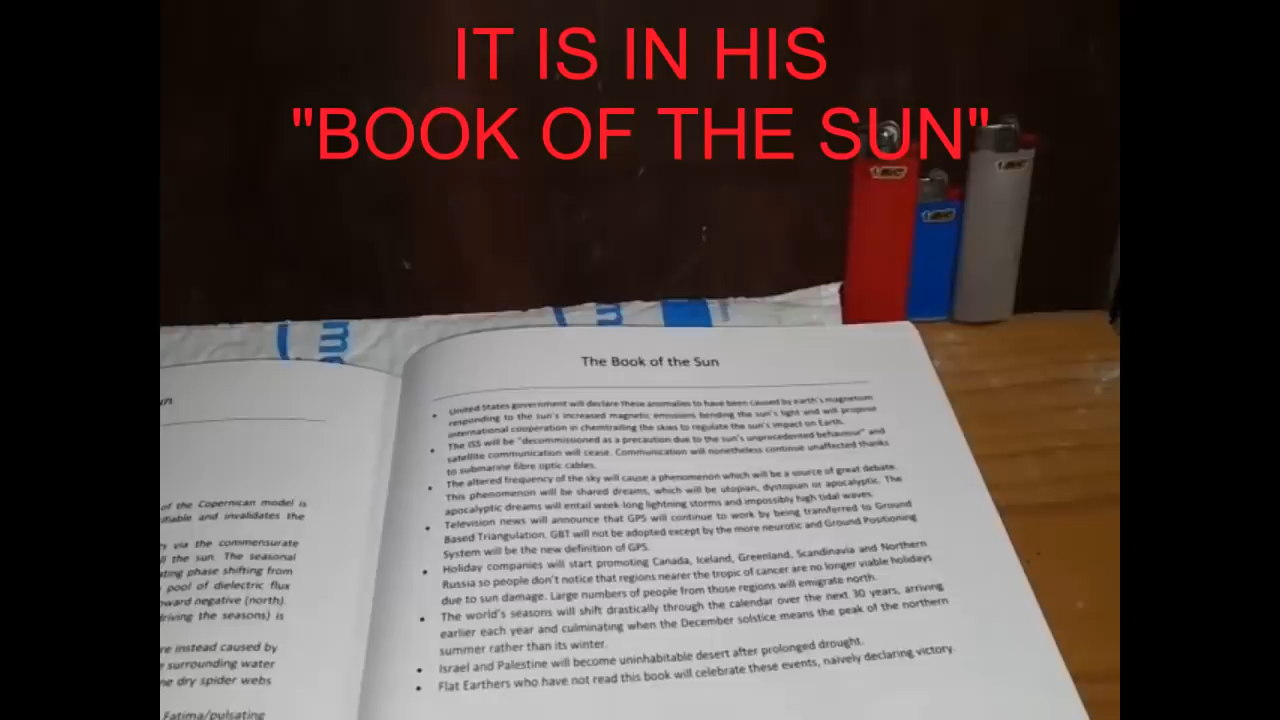 IT IS IN HIS
"BOOK OF THE SUN"
BIC
BIC
BIC
The Book of the Sun
• United States government will declare these anomalies to have been caused by earth's magnetism
responding to the sun's increased magnetic emissions bending the sun's light and will propose
international cooperation in chemtrailing the skies to regulate the sun's impact on Earth.
• The ISS will be "decommissioned as a precaution due to the sun's unprecedented behaviour" and
satellite communication will cease. Communication will nonetheless continue unaffected thanks
to submarine fibre optic cables.
• The altered frequency of the sky will cause a phenomenon which will be a source of great debate.
This phenomenon will be shared dreams, which will be utopian, dystopian or apocalyptic. The
apocalyptic dreams will entail week-long lightning storms and impossibly high tidal waves.
• Television news will announce that GPS will continue to work by being transferred to Ground
Based Triangulation. GBT will not be adopted except by the more neurotic and Ground Positioning
System will be the new definition of GPS.
• Holiday companies will start promoting Canada, Iceland, Greenland, Scandinavia and Northern
Russia so people don't notice that regions nearer the tropic of cancer are no longer viable holidays
due to sun damage. Large numbers of people from those regions will emigrate north.
• The world's seasons will shift drastically through the calendar over the next 30 years, arriving
earlier each year and culminating when the December solstice means the peak of the northern
summer rather than its winter.
• Israel and Palestine will become uninhabitable desert after prolonged drought.
• Flat Earthers who have not read this book will celebrate these events, naively declaring victory.
of the Copernican model is
and invalidates the
via the commensurate
the sun. The seasonal
phase shifting from
pool of dielectric flux
negative (north)
the seasons) is
instead caused by
surrounding water
dry spider webs
Fatima/pulsating